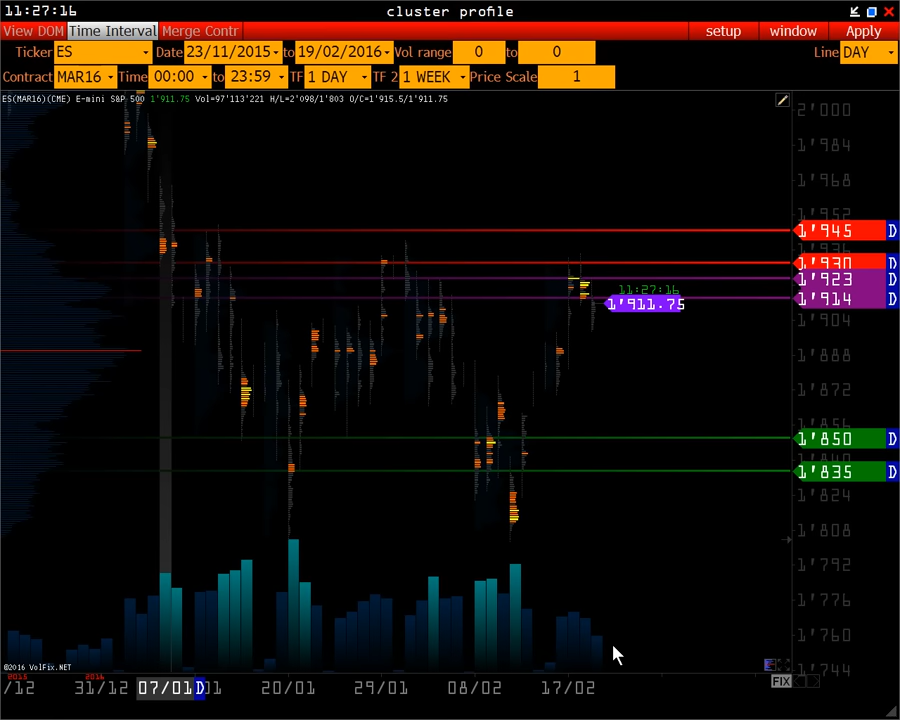 11:27:16 cluster profile
View DOM Time Interval Merge Contr setup window Apply
Ticker ES Date 23/11/2015 to 19/02/2016 Vol range 0 to 0 Line DAY
Contract MAR16 Time 00:00 to 23:59 TF 1 DAY TF 2 1 WEEK Price Scale 1
ES(MAR16)(CME) E-mini S&P 500 1'911.75 Vol=97'113'221 H/L=2'098/1'803 O/C=1'915.5/1'911.75
2'000
1'984
1'968
1'952
1'945 D
1'930 D
1'923
11:27:16
1'914 D
1'911.75
1'904
1'888
1'872
1'856
1'850 D
1'840
1'835 D
1'824
1'808
1'792
1'776
1'760
©2016 VolFix.NET
1'744
2015 2016
FIX
/12 31/12 07/01 D 20/01 29/01 08/02 17/02